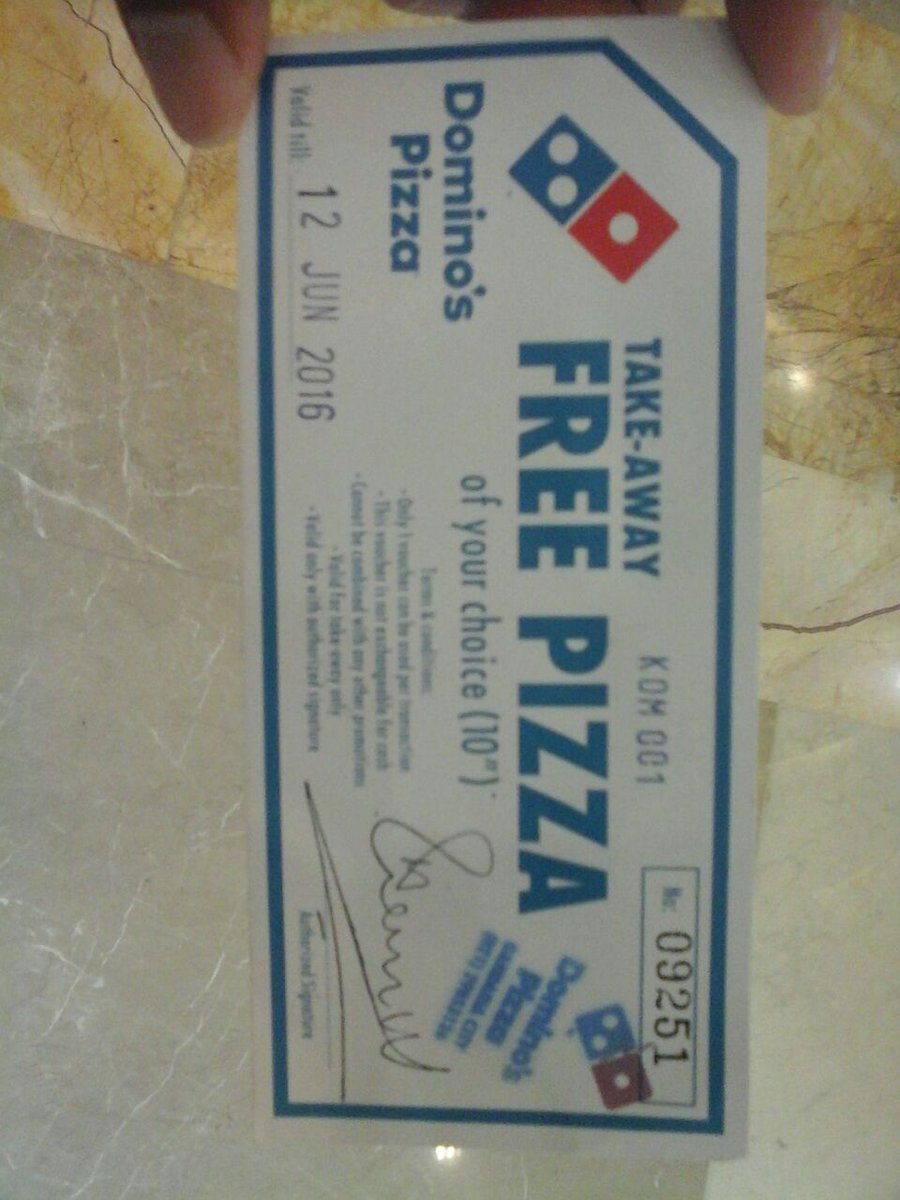 Domino's
Pizza
TAKE-AWAY
KOM 001
No: 09251
FREE PIZZA
of your choice (10")*
Terms & conditions:
- Only 1 voucher can be used per transaction
- This voucher is not exchangeable for cash
- Cannot be combined with any other promotions
- Valid for take away only
- Valid only with authorized signature
Valid till: 12 JUN 2016
Domino's
Pizza
Authorized Signature